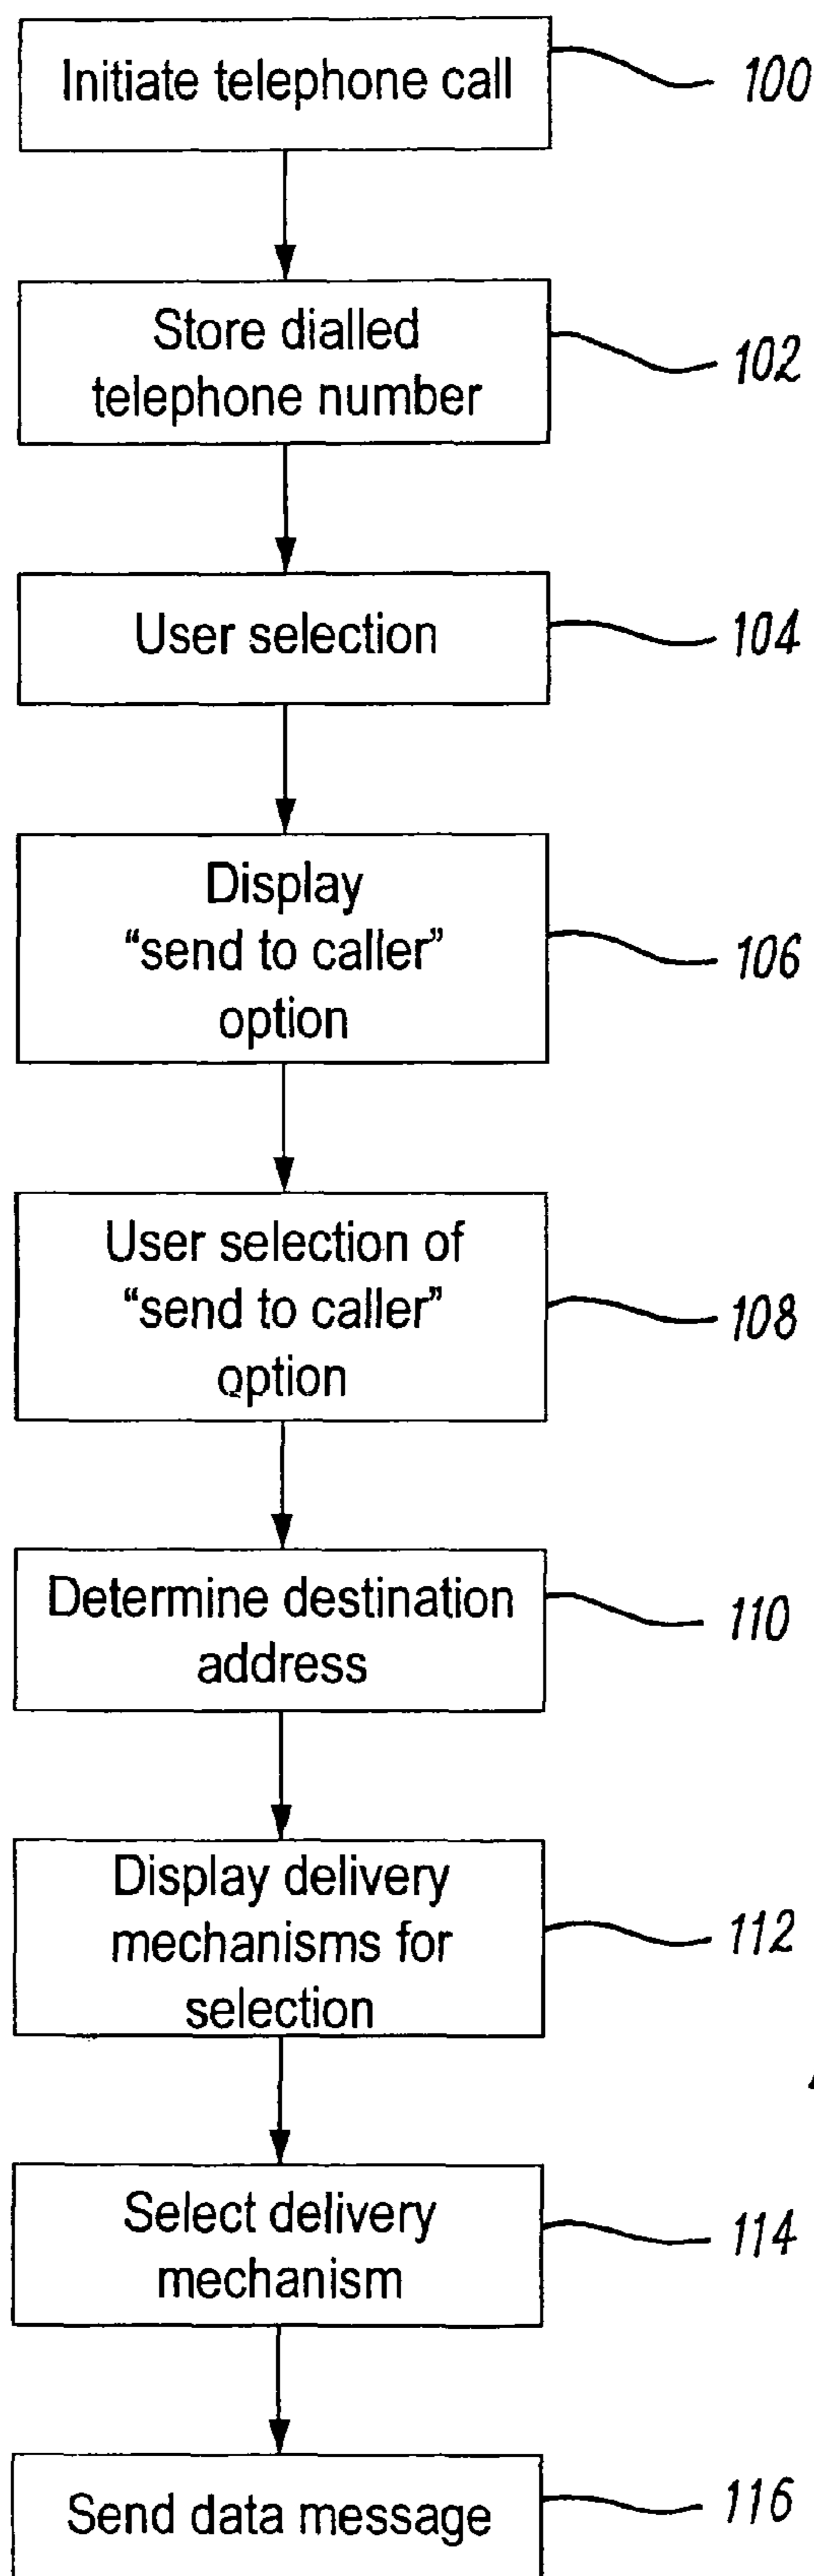 Initiate telephone call
100
Store dialled
telephone number
102
User selection
104
Display
“send to caller”
option
106
User selection of
“send to caller”
option
108
Determine destination
address
110
Display delivery
mechanisms for
selection
112
Select delivery
mechanism
114
Send data message
116